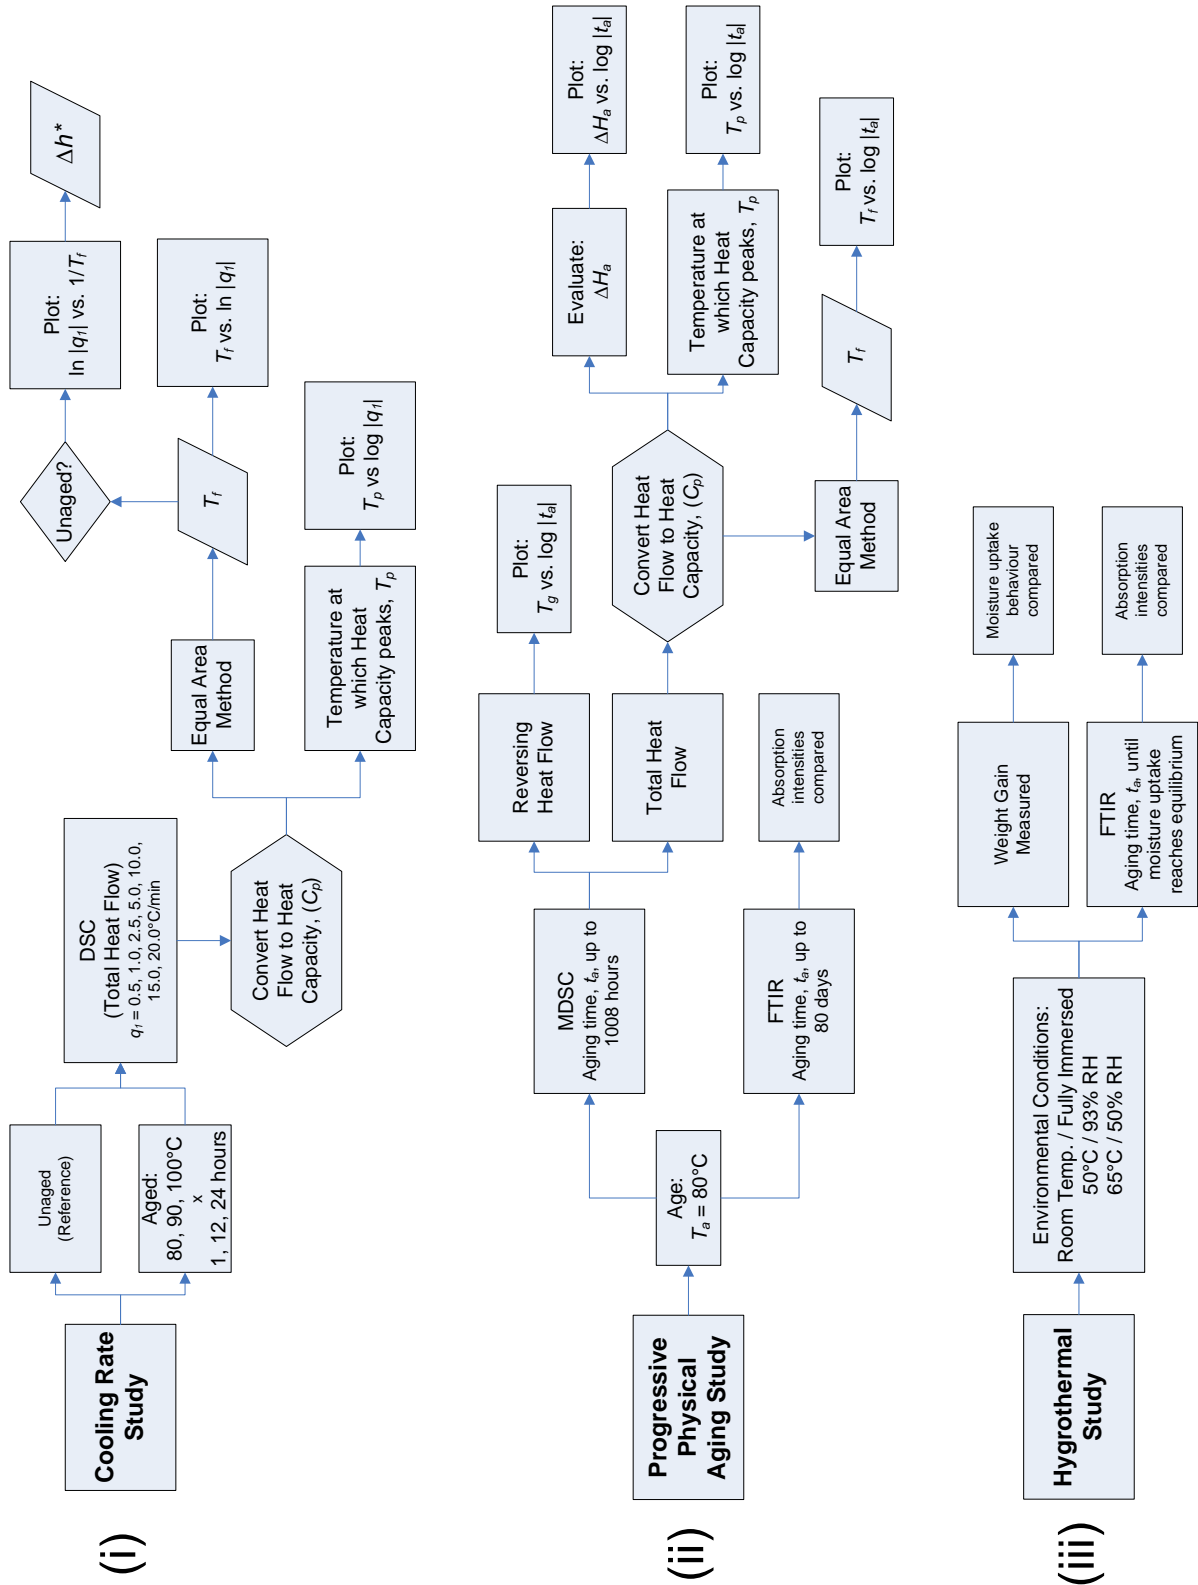 (i)
Cooling Rate
Study
Unaged
(Reference)
Aged:
80, 90, 100°C
x
1, 12, 24 hours
DSC
(Total Heat Flow)
q1 = 0.5, 1.0, 2.5, 5.0, 10.0,
15.0, 20.0°C/min
Convert Heat
Flow to Heat
Capacity, (Cp)
Equal Area
Method
Temperature at
which Heat
Capacity peaks, Tp
Tf
Unaged?
Plot:
ln |q1| vs. 1/Tf
Δh*
Plot:
Tf vs. ln |q1|
Plot:
Tp vs log |q1|
(ii)
Progressive
Physical
Aging Study
Age:
Ta = 80°C
MDSC
Aging time, ta, up to
1008 hours
FTIR
Aging time, ta, up to
80 days
Reversing
Heat Flow
Total Heat
Flow
Absorption
intensities
compared
Plot:
Tg vs. log |ta|
Convert Heat
Flow to Heat
Capacity, (Cp)
Evaluate:
ΔHa
Plot:
ΔHa vs. log |ta|
Temperature at
which Heat
Capacity peaks, Tp
Plot:
Tp vs. log |ta|
Equal Area
Method
Tf
Plot:
Tf vs. log |ta|
(iii)
Hygrothermal
Study
Environmental Conditions:
Room Temp. / Fully Immersed
50°C / 93% RH
65°C / 50% RH
Weight Gain
Measured
Moisture uptake
behaviour
compared
FTIR
Aging time, ta, until
moisture uptake
reaches equilibrium
Absorption
intensities
compared